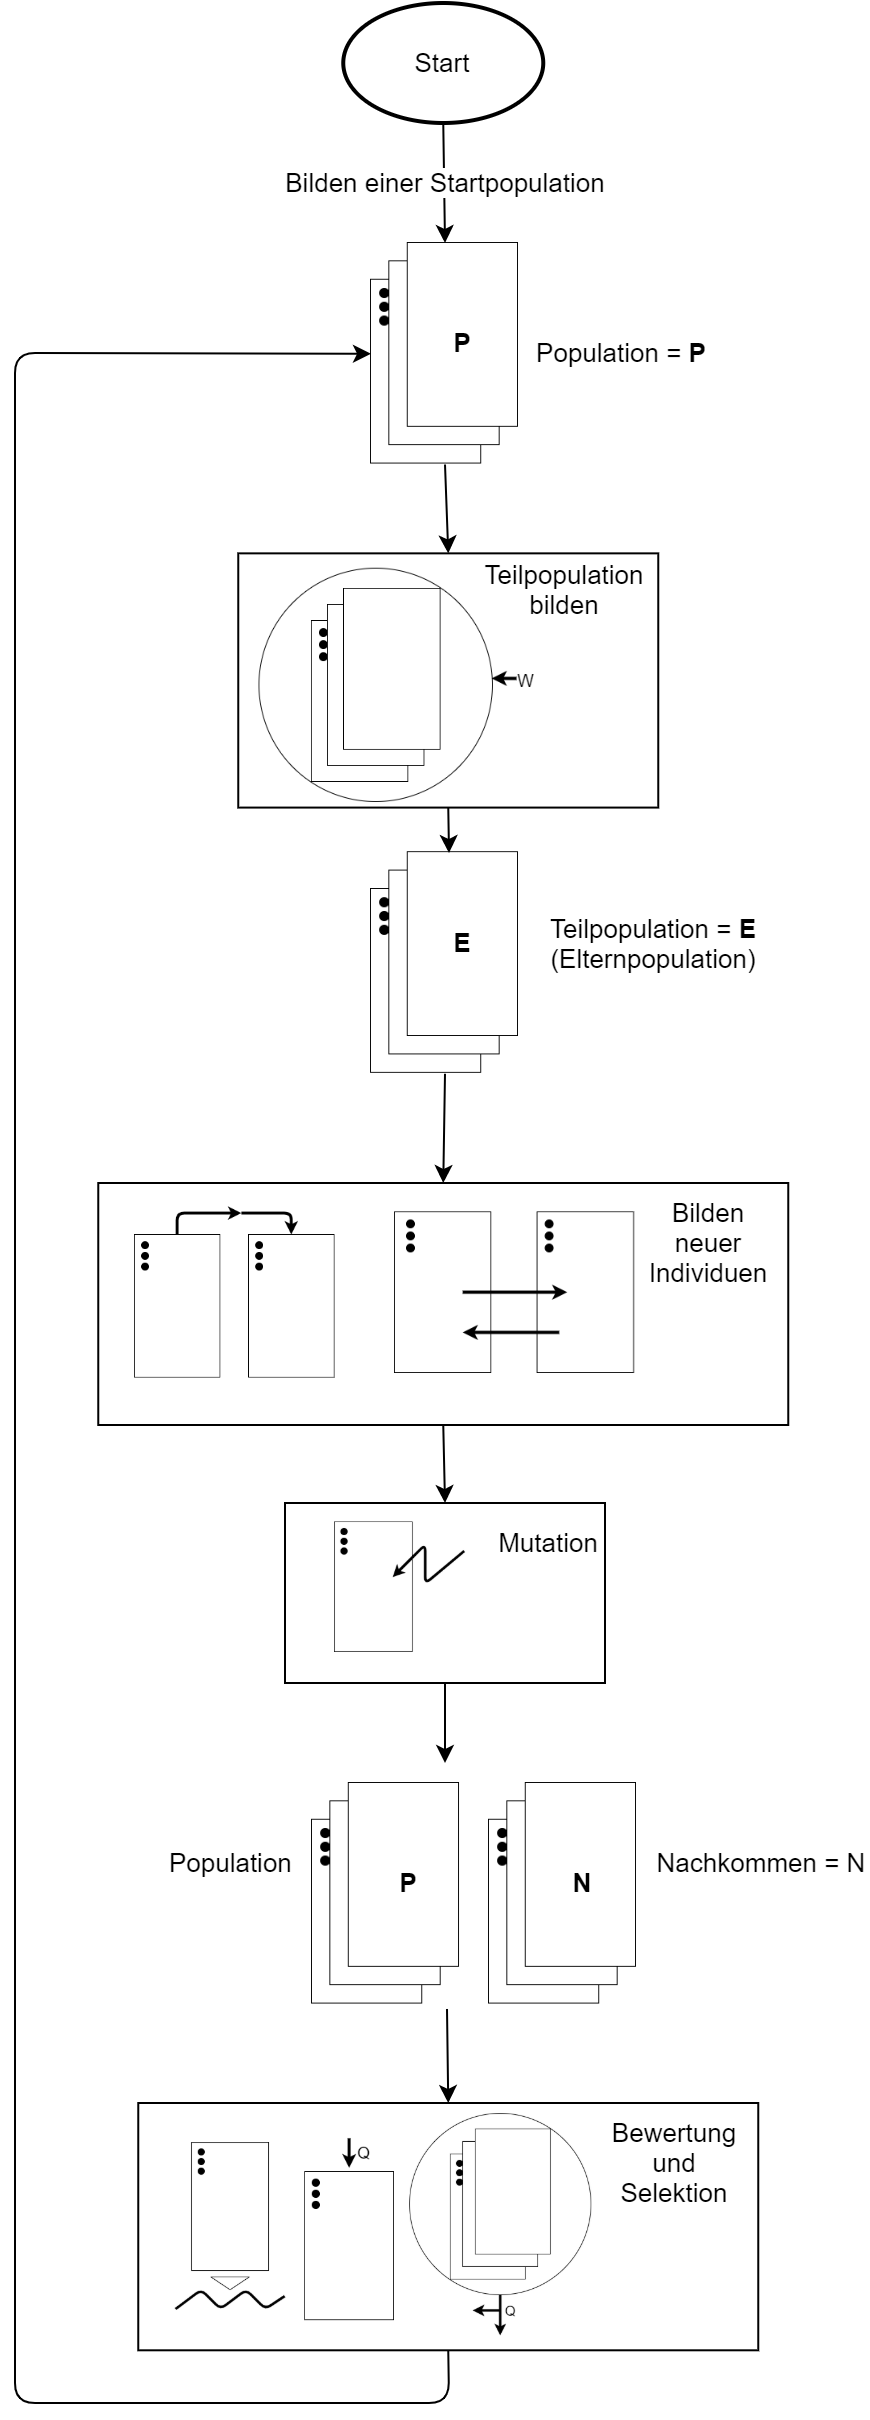 Start
Bilden einer Startpopulation
P
Population = P
Teilpopulation
bilden
W
E
Teilpopulation = E
(Elternpopulation)
Bilden
neuer
Individuen
Mutation
Population
P
N
Nachkommen = N
Bewertung
und
Selektion
Q
Q